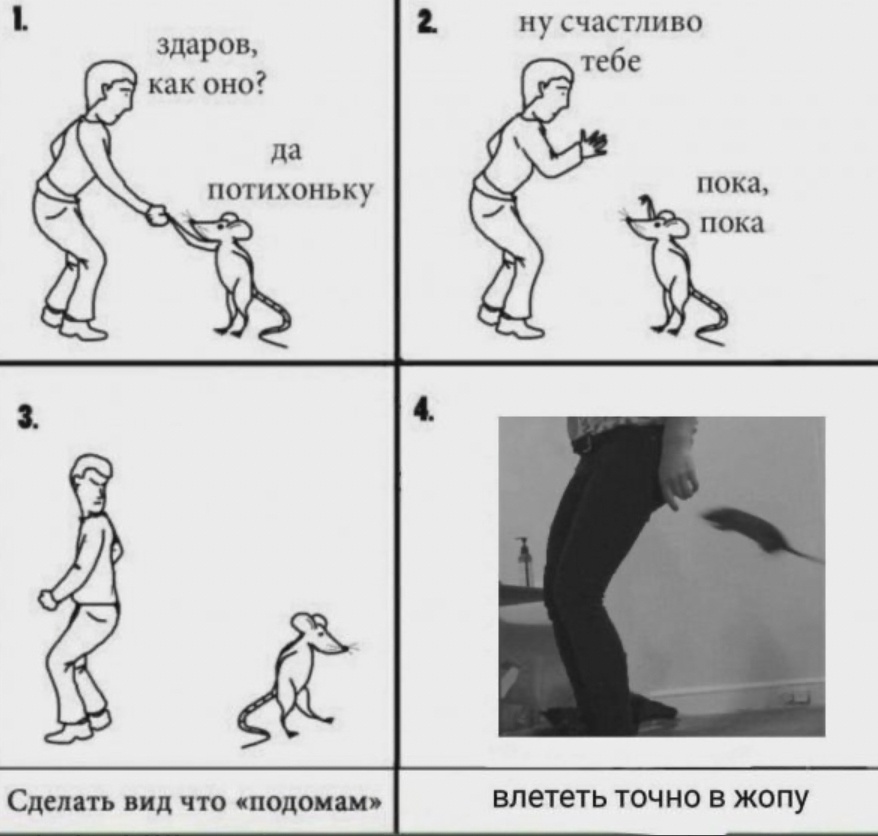 1.
здаров,
как оно?
да
потихоньку
2.
ну счастливо
тебе
пока,
пока
3.
Сделать вид что «подомам»
4.
влететь точно в жопу